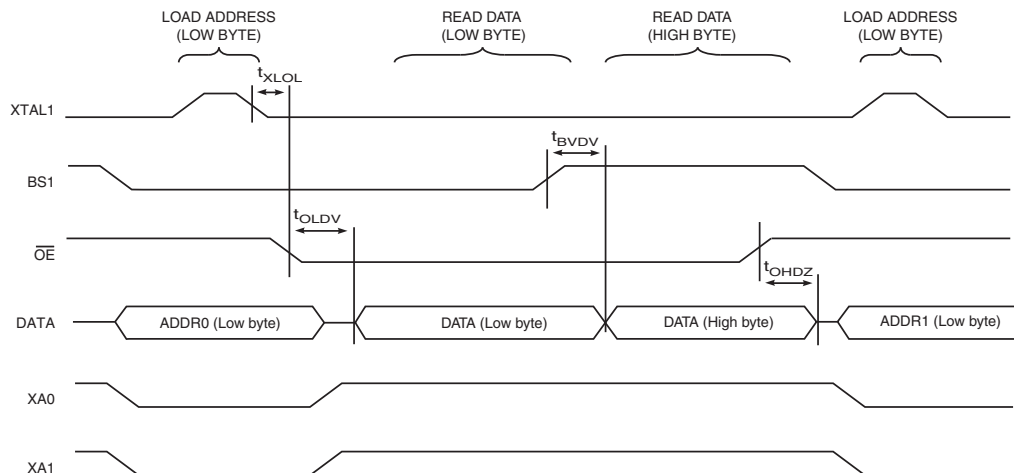 LOAD ADDRESS
(LOW BYTE)
READ DATA
(LOW BYTE)
READ DATA
(HIGH BYTE)
LOAD ADDRESS
(LOW BYTE)
tXLOL
XTAL1
tBVDV
BS1
tOLDV
OE
tOHDZ
DATA
ADDR0 (Low byte)
DATA (Low byte)
DATA (High byte)
ADDR1 (Low byte)
XA0
XA1